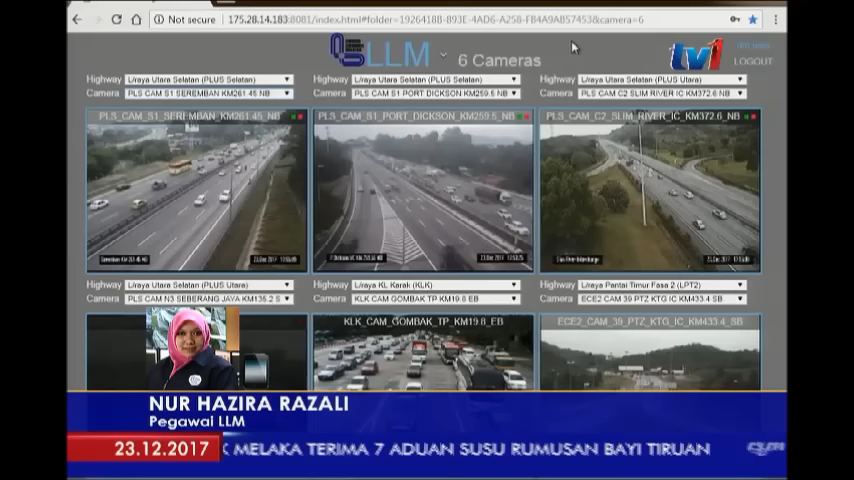 Not secure 175.28.14.183:8081/index.html#folder=1926418B-893E-4AD6-A258-FB4A9AB57453&camera=6
LLM 6 Cameras
tv1
LOGOUT
Highway L/raya Utara Selatan (PLUS Selatan) Highway L/raya Utara Selatan (PLUS Selatan) Highway L/raya Utara Selatan (PLUS Utara)
Camera PLS CAM S1 SEREMBAN KM261.45 NB Camera PLS CAM S1 PORT DICKSON KM259.5 NB Camera PLS CAM C2 SLIM RIVER IC KM372.6 NB
PLS_CAM_S1_SEREMBAN_KM261.45_NB PLS_CAM_S1_PORT_DICKSON_KM259.5_NB PLS_CAM_C2_SLIM_RIVER_IC_KM372.6_NB
Highway L/raya Utara Selatan (PLUS Utara) Highway L/raya KL Karak (KLK) Highway L/raya Pantai Timur Fasa 2 (LPT2)
Camera PLS CAM N3 SEBERANG JAYA KM136.2 S Camera KLK CAM GOMBAK TP KM19.8 EB Camera ECE2 CAM 39 PTZ KTG IC KM433.4 SB
KLK_CAM_GOMBAK_TP_KM19.8_EB ECE2_CAM_39_PTZ_KTG_IC_KM433.4_SB
NUR HAZIRA RAZALI
Pegawai LLM
23.12.2017 K MELAKA TERIMA 7 ADUAN SUSU RUMUSAN BAYI TIRUAN